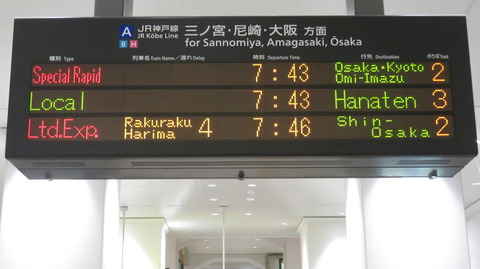 A JR神戸線 三ノ宮・尼崎・大阪 方面
B H JR Kōbe Line for Sannomiya, Amagasaki, Ōsaka
種別 Type 列車名 Train Name / 遅れ Delay 時刻 Departure Time 行先 Destination のりば Track
Special Rapid 7:43 Osaka・Kyoto Omi-Imazu 2
Local 7:43 Hanaten 3
Ltd.Exp. Rakuraku Harima 4 7:46 Shin-Osaka 2